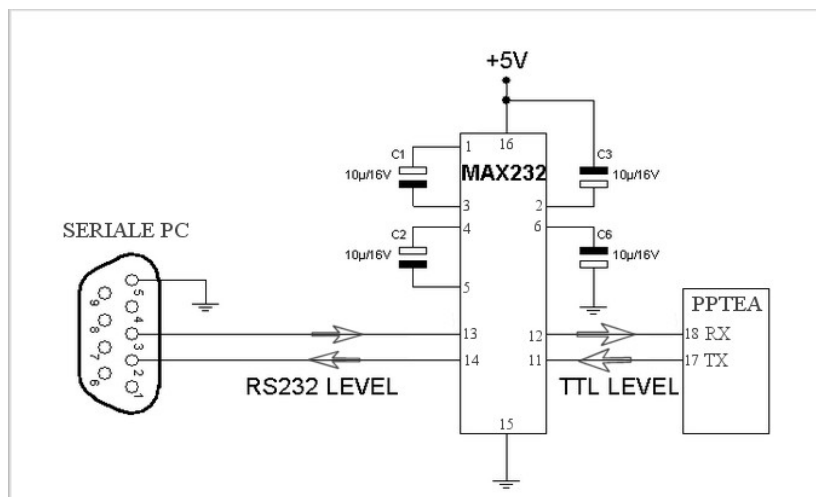 +5V
1
16
C1
10µ/16V
MAX232
C3
10µ/16V
3
2
SERIALE PC
4
6
C2
10µ/16V
C6
10µ/16V
5
5
9
4
8
3
7
2
6
1
PPTEA
13
12
18 RX
14
11
17 TX
RS232 LEVEL
TTL LEVEL
15